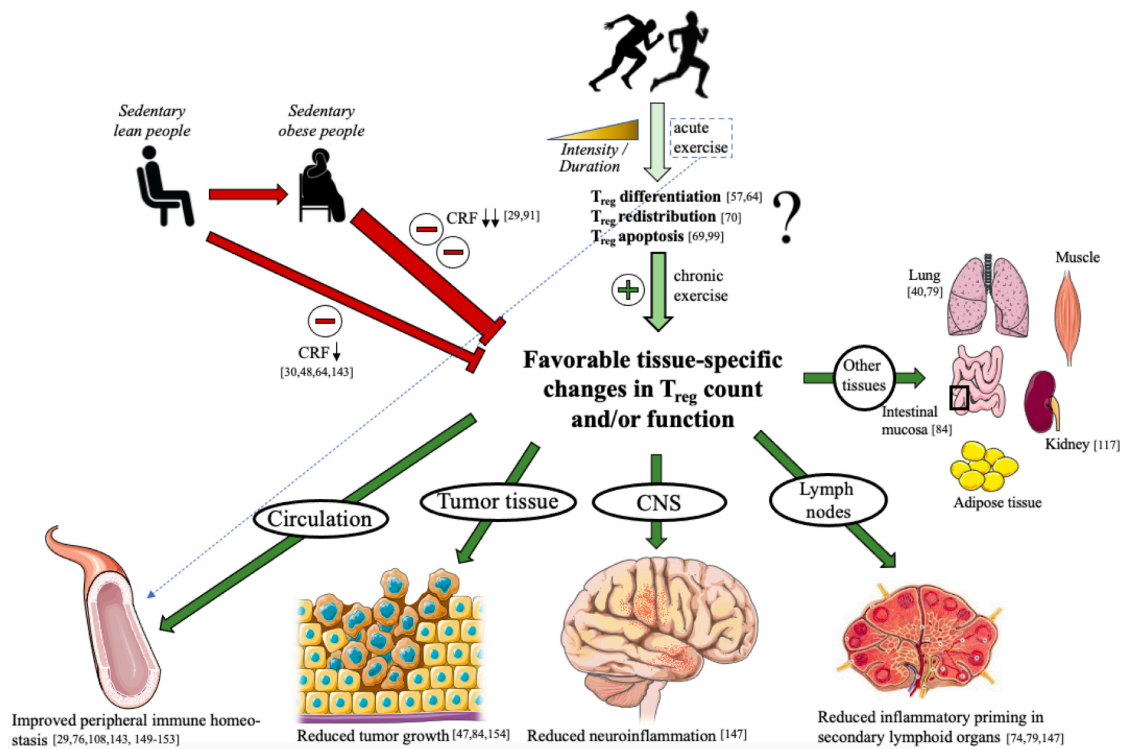 Sedentary
lean people
Sedentary
obese people
Intensity /
Duration
acute
exercise
Treg differentiation [57,64]
Treg redistribution [70]
Treg apoptosis [69,99]
?
CRF ↓↓ [29,91]
CRF ↓
[30,48,64,143]
chronic
exercise
Favorable tissue-specific
changes in Treg count
and/or function
Other
tissues
Lung
[40,79]
Muscle
Intestinal
mucosa [84]
Kidney [117]
Adipose tissue
Circulation
Tumor tissue
CNS
Lymph
nodes
Improved peripheral immune homeo-
stasis [29,76,108,143, 149-153]
Reduced tumor growth [47,84,154]
Reduced neuroinflammation [147]
Reduced inflammatory priming in
secondary lymphoid organs [74,79,147]